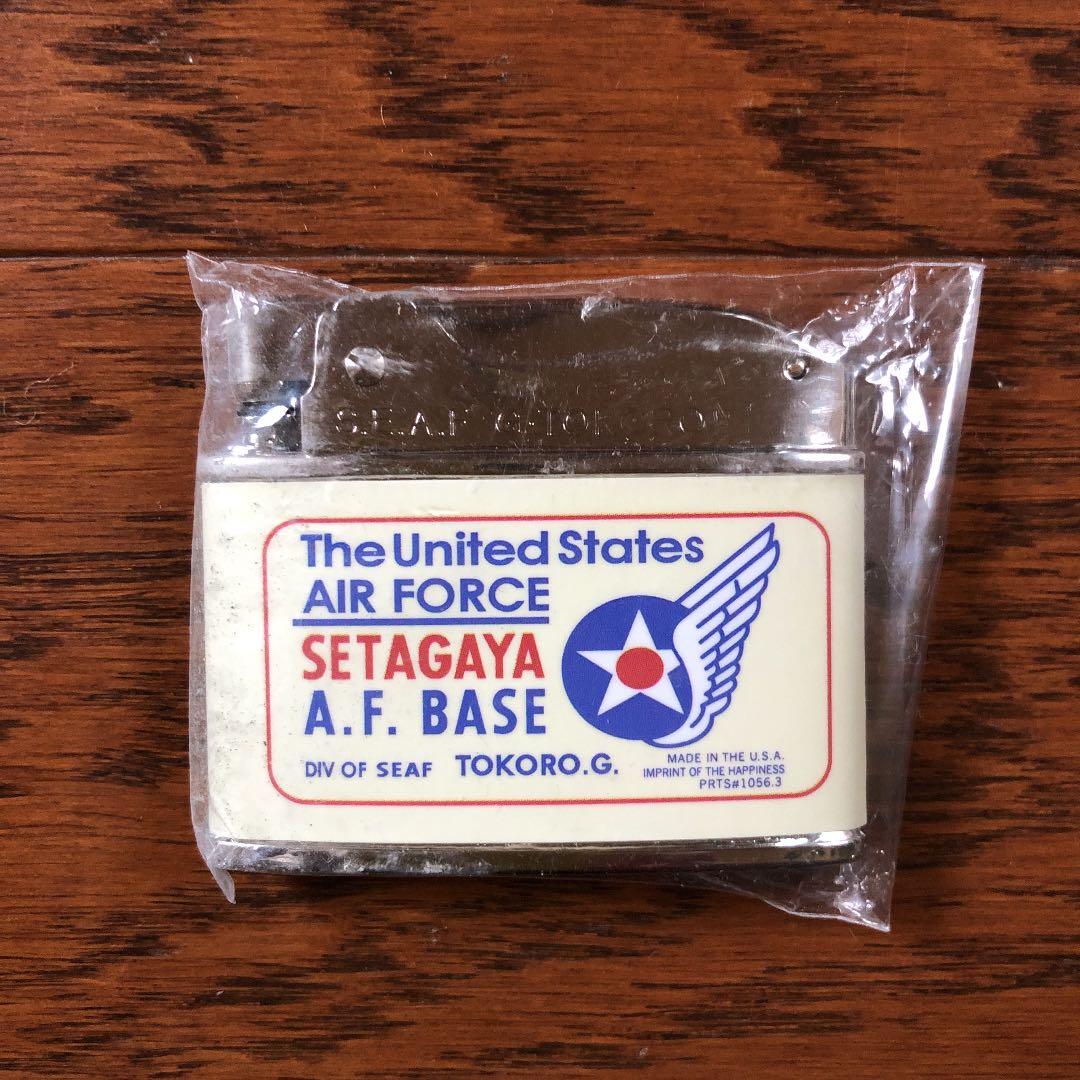 S.E.A.F G-TOKORO
The United States
AIR FORCE
SETAGAYA
A.F. BASE
DIV OF SEAF TOKORO.G.
MADE IN THE U.S.A.
IMPRINT OF THE HAPPINESS
PRTS#1056.3